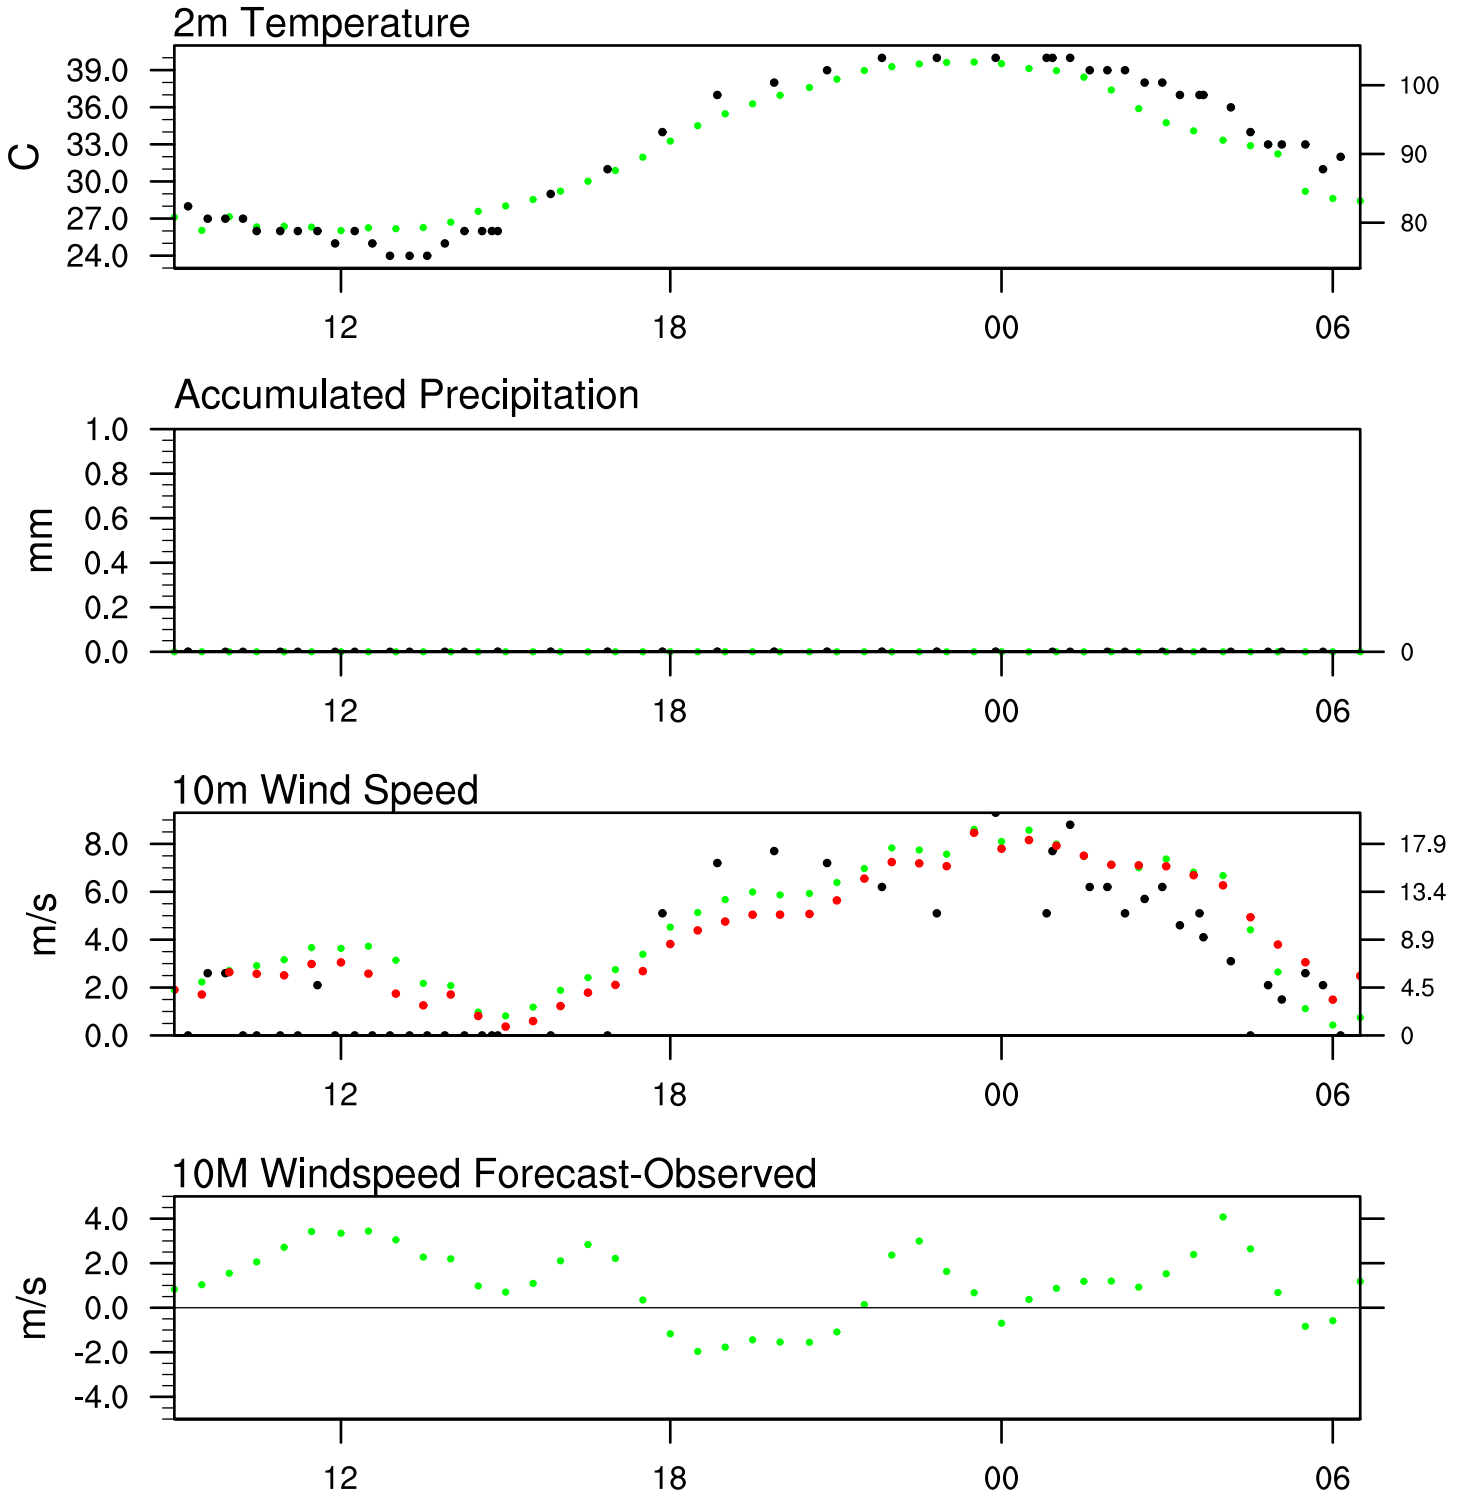 2m Temperature
39.0
36.0
33.0
30.0
27.0
24.0
C
100
90
80
12 18 00 06
Accumulated Precipitation
1.0
0.8
0.6
0.4
0.2
0.0
mm
0
12 18 00 06
10m Wind Speed
8.0 17.9
6.0 13.4
4.0 8.9
2.0 4.5
0.0 0
m/s
12 18 00 06
10M Windspeed Forecast-Observed
4.0
2.0
0.0
-2.0
-4.0
m/s
12 18 00 06